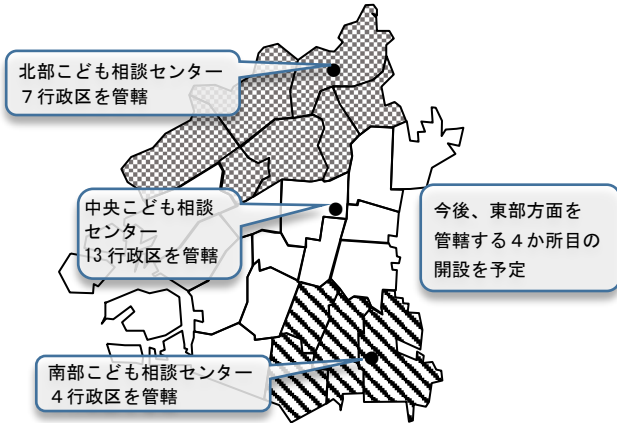 北部こども相談センター
７行政区を管轄
中央こども相談
センター
13行政区を管轄
今後、東部方面を
管轄する４か所目の
開設を予定
南部こども相談センター
４行政区を管轄